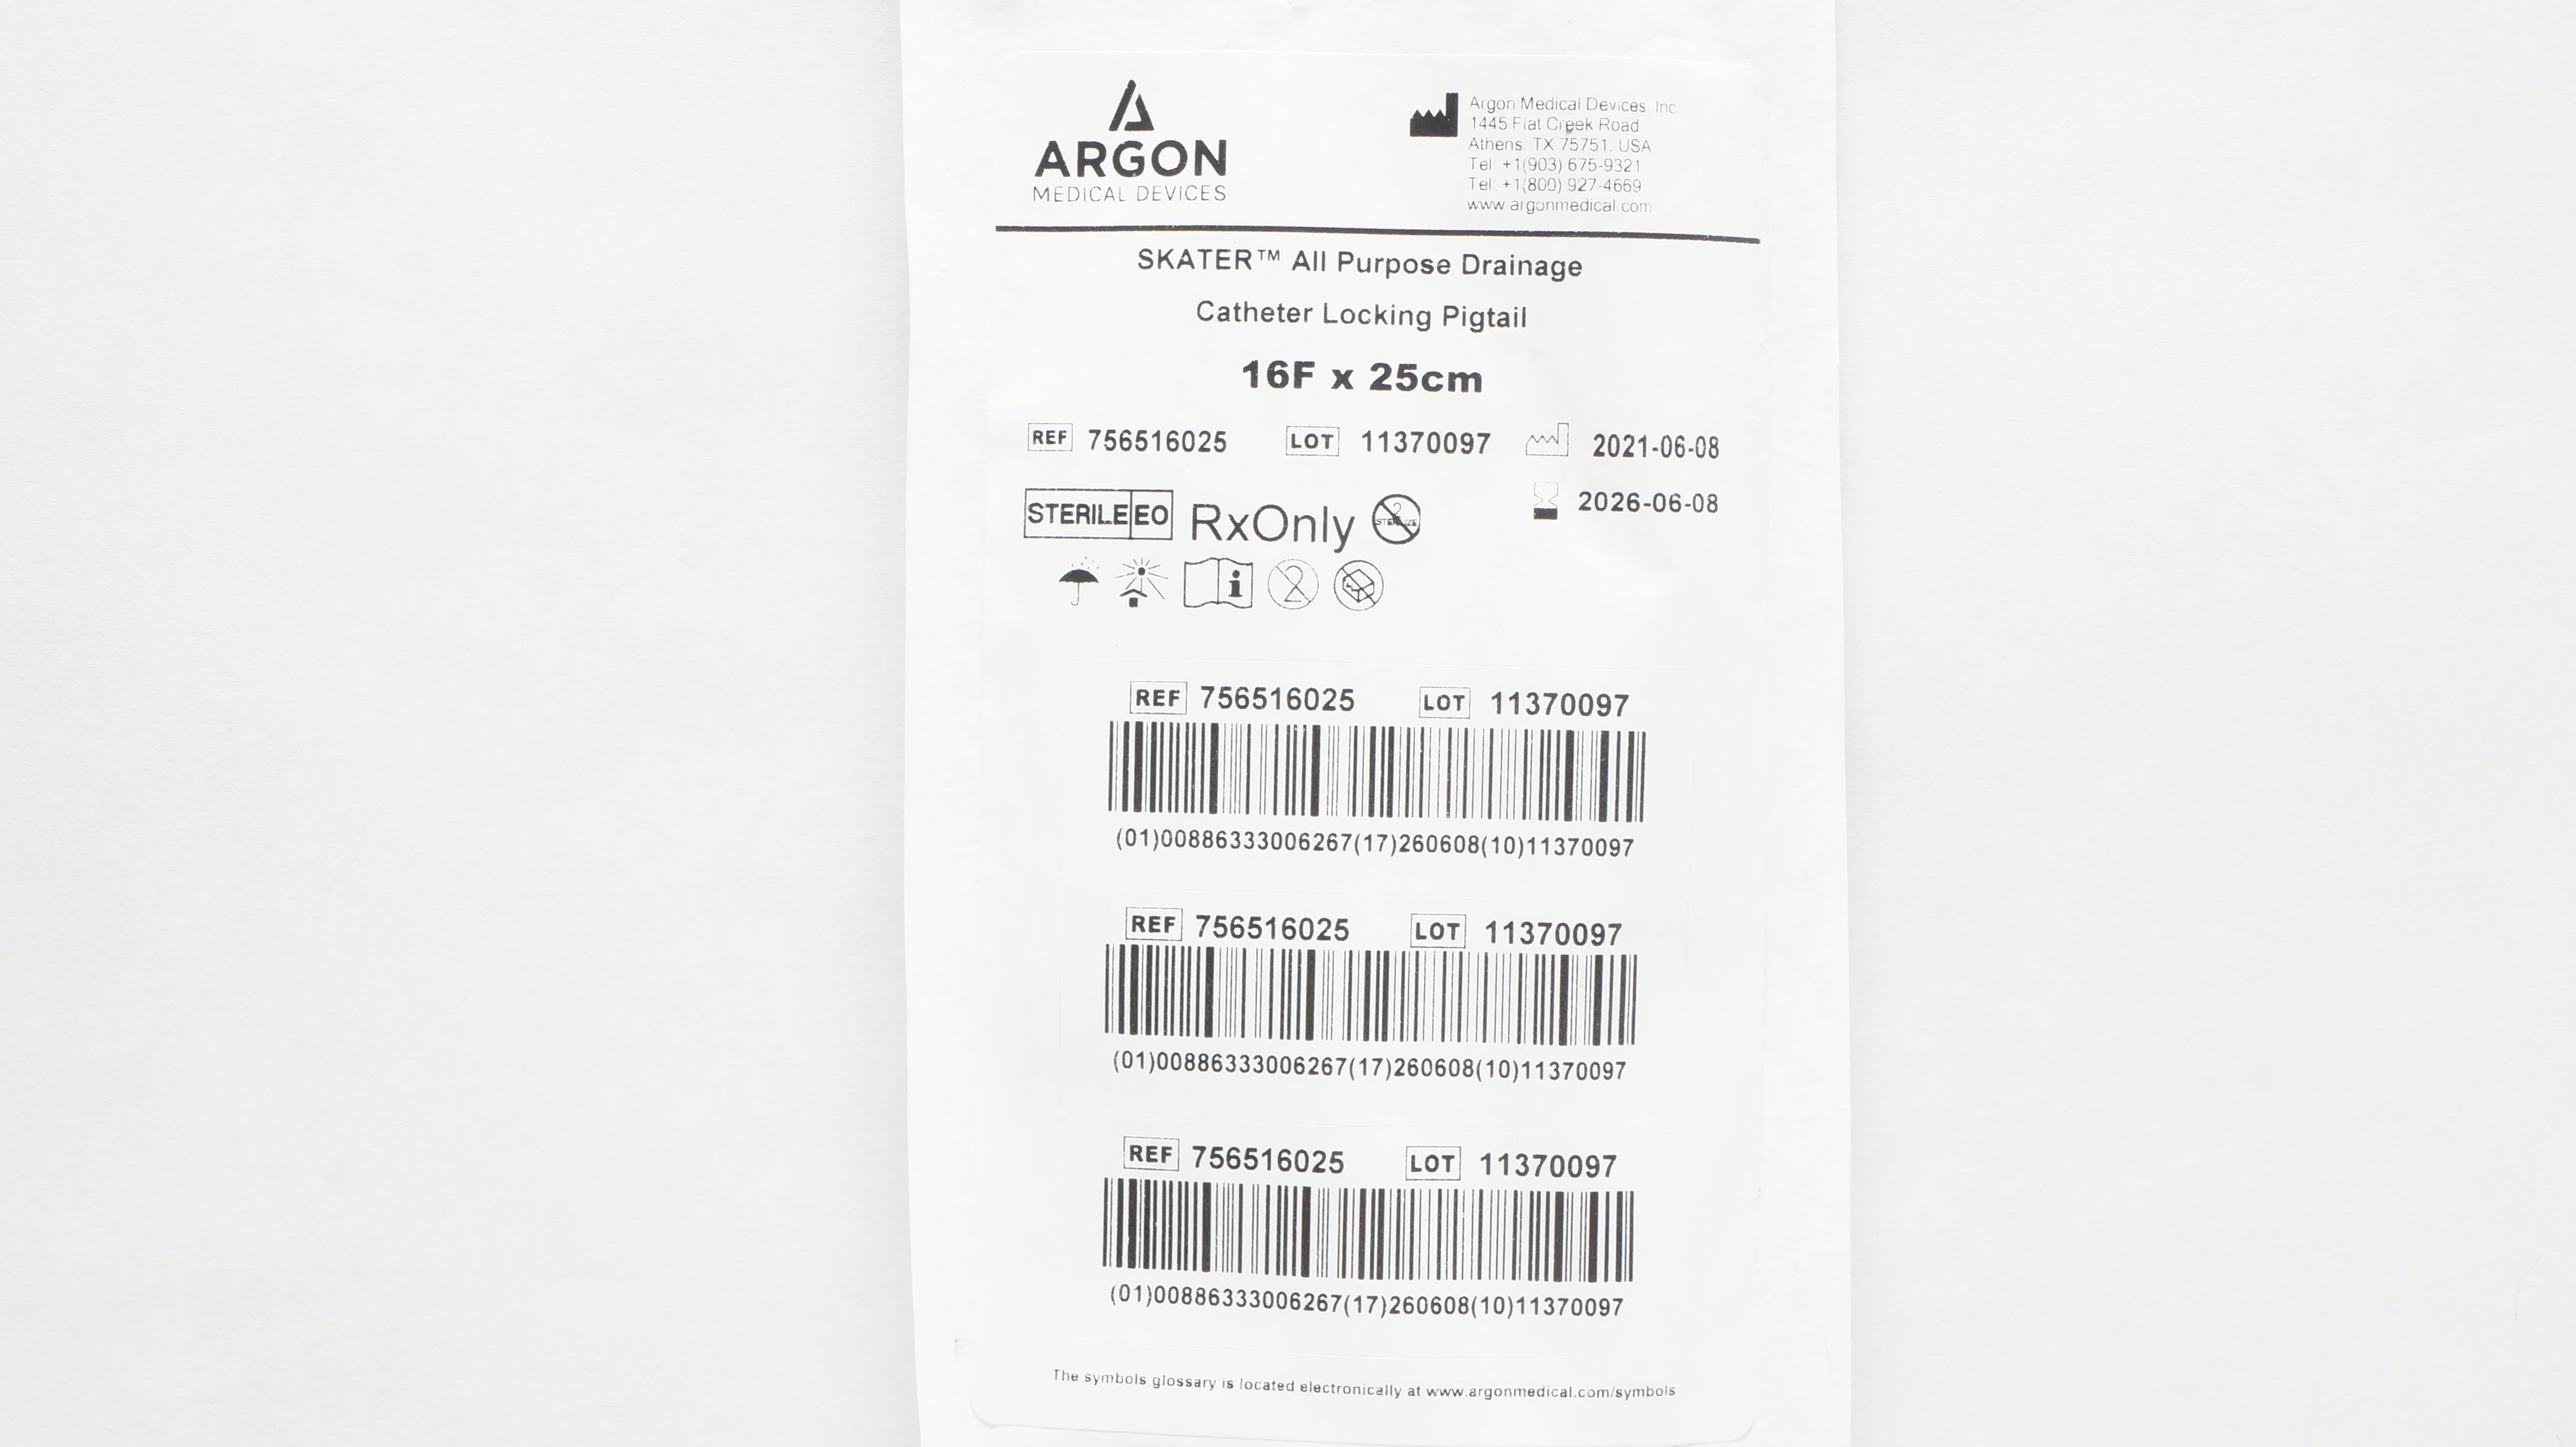 ARGON
MEDICAL DEVICES
Argon Medical Devices, Inc
1445 Flat Creek Road
Athens, TX 75751, USA
Tel: +1(903) 675-9321
Tel: +1(800) 927-4669
www.argonmedical.com
SKATER™ All Purpose Drainage
Catheter Locking Pigtail
16F x 25cm
REF 756516025 LOT 11370097 2021-06-08
STERILE EO RxOnly 2 STERILIZE 2026-06-08
i 2
REF 756516025 LOT 11370097
(01)00886333006267(17)260608(10)11370097
REF 756516025 LOT 11370097
(01)00886333006267(17)260608(10)11370097
REF 756516025 LOT 11370097
(01)00886333006267(17)260608(10)11370097
The symbols glossary is located electronically at www.argonmedical.com/symbols